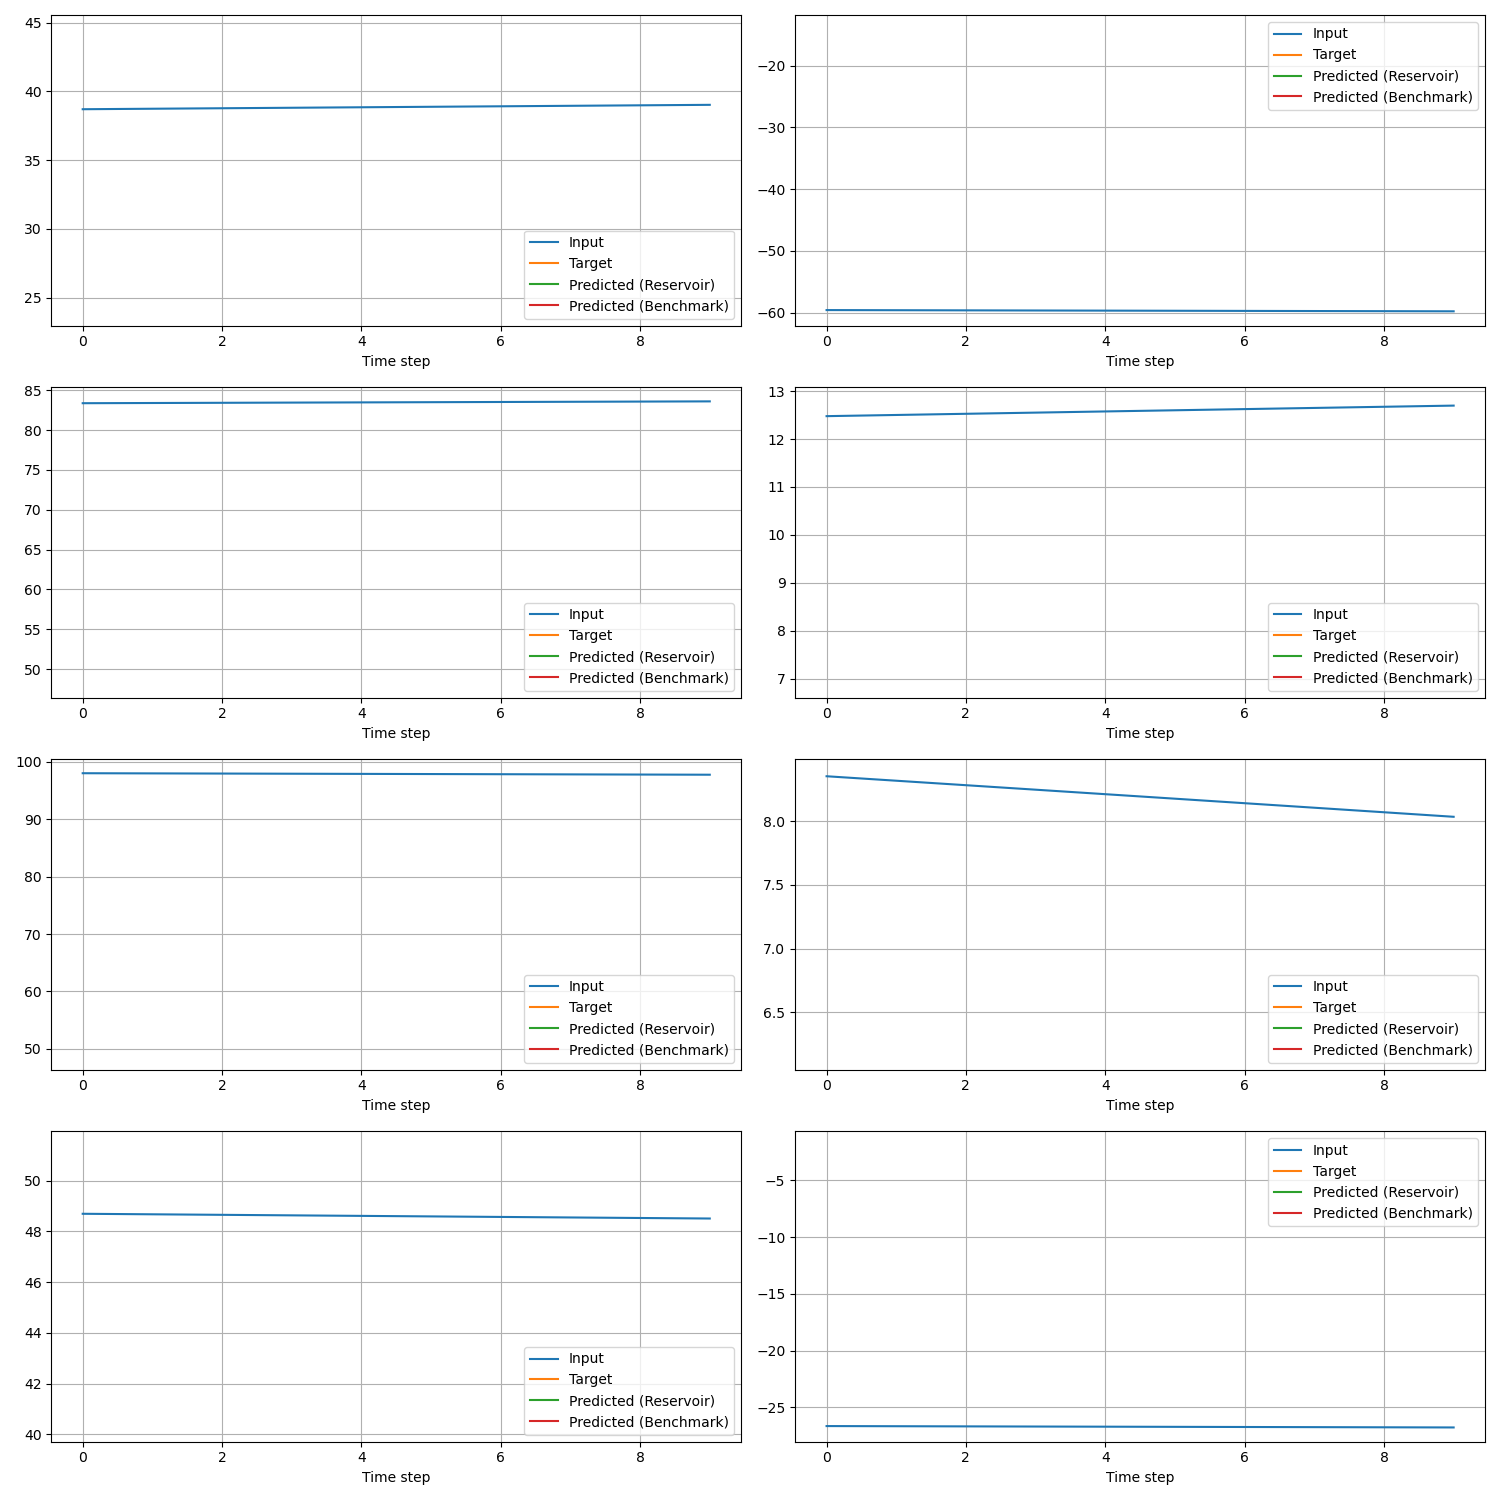 45
40
35
30
25
Input
Target
Predicted (Reservoir)
Predicted (Benchmark)
0 2 4 6 8
Time step
−20
−30
−40
−50
−60
Input
Target
Predicted (Reservoir)
Predicted (Benchmark)
0 2 4 6 8
Time step
85
80
75
70
65
60
55
50
Input
Target
Predicted (Reservoir)
Predicted (Benchmark)
0 2 4 6 8
Time step
13
12
11
10
9
8
7
Input
Target
Predicted (Reservoir)
Predicted (Benchmark)
0 2 4 6 8
Time step
100
90
80
70
60
50
Input
Target
Predicted (Reservoir)
Predicted (Benchmark)
0 2 4 6 8
Time step
8.0
7.5
7.0
6.5
Input
Target
Predicted (Reservoir)
Predicted (Benchmark)
0 2 4 6 8
Time step
50
48
46
44
42
40
Input
Target
Predicted (Reservoir)
Predicted (Benchmark)
0 2 4 6 8
Time step
−5
−10
−15
−20
−25
Input
Target
Predicted (Reservoir)
Predicted (Benchmark)
0 2 4 6 8
Time step